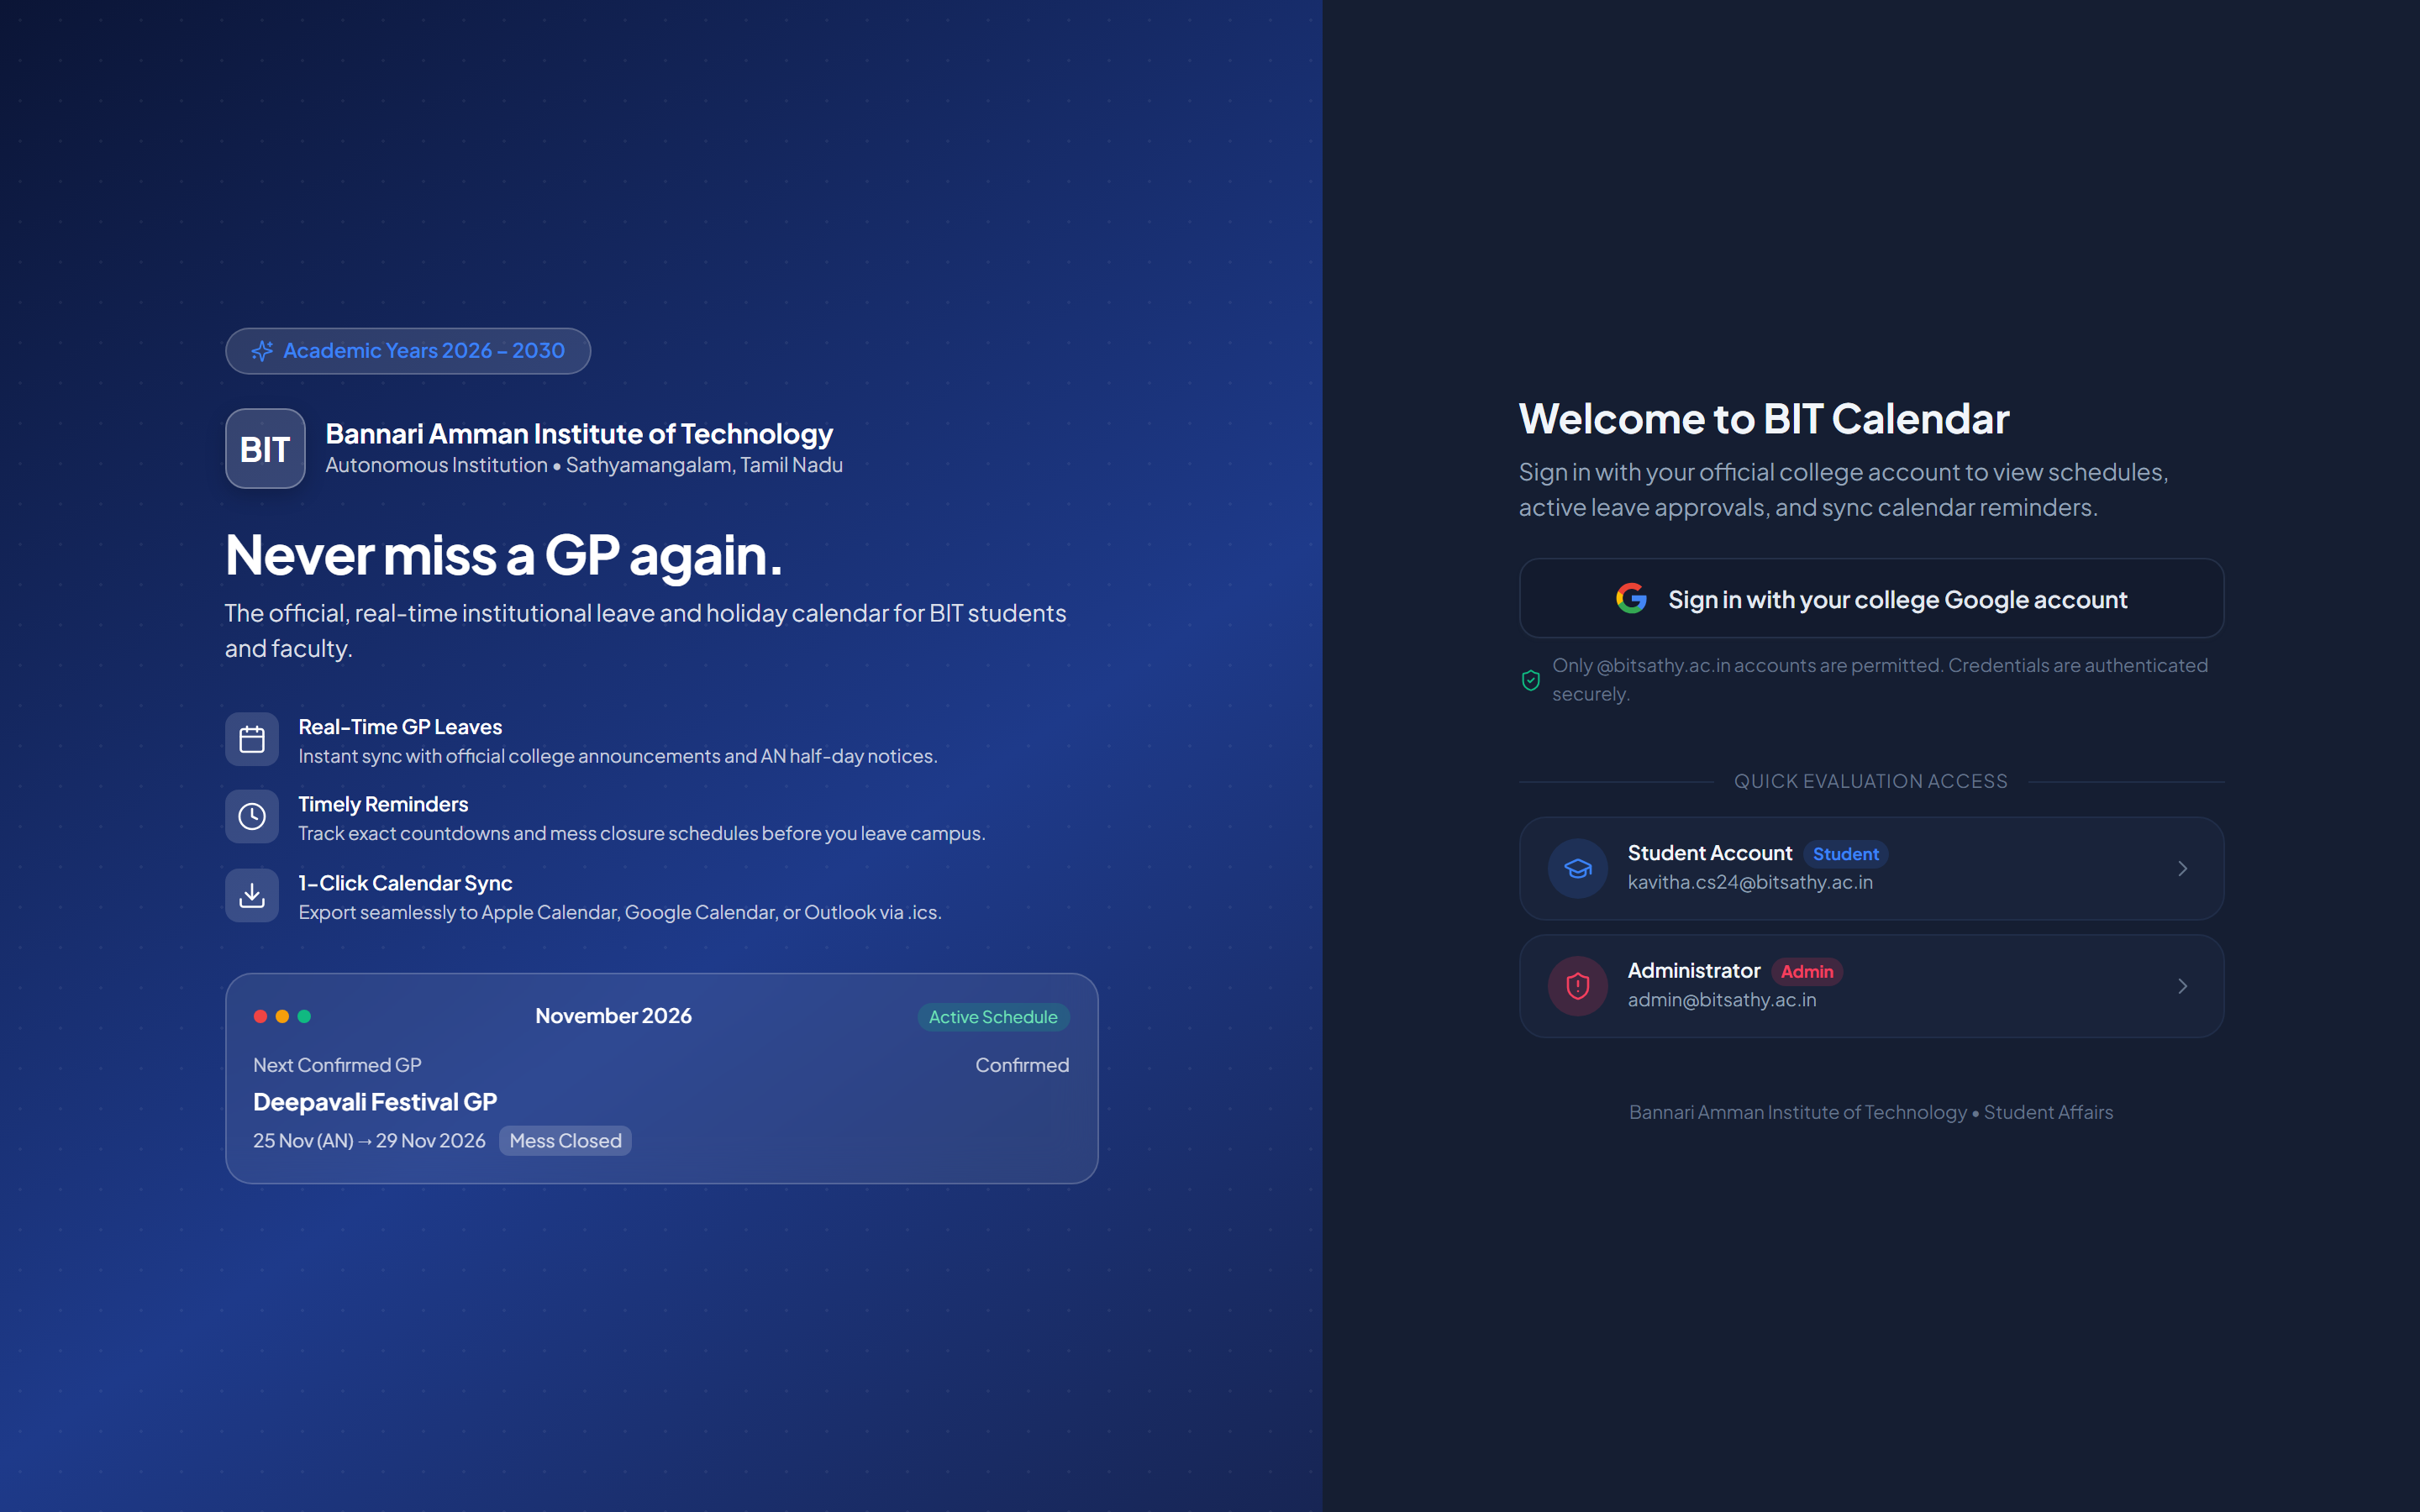 Academic Years 2026 – 2030
BIT
Bannari Amman Institute of Technology
Autonomous Institution • Sathyamangalam, Tamil Nadu
Never miss a GP again.
The official, real-time institutional leave and holiday calendar for BIT students
and faculty.
Real-Time GP Leaves
Instant sync with official college announcements and AN half-day notices.
Timely Reminders
Track exact countdowns and mess closure schedules before you leave campus.
1-Click Calendar Sync
Export seamlessly to Apple Calendar, Google Calendar, or Outlook via .ics.
November 2026
Active Schedule
Next Confirmed GP
Confirmed
Deepavali Festival GP
25 Nov (AN) → 29 Nov 2026 Mess Closed
Welcome to BIT Calendar
Sign in with your official college account to view schedules,
active leave approvals, and sync calendar reminders.
Sign in with your college Google account
Only @bitsathy.ac.in accounts are permitted. Credentials are authenticated
securely.
QUICK EVALUATION ACCESS
Student Account Student
kavitha.cs24@bitsathy.ac.in
Administrator Admin
admin@bitsathy.ac.in
Bannari Amman Institute of Technology • Student Affairs